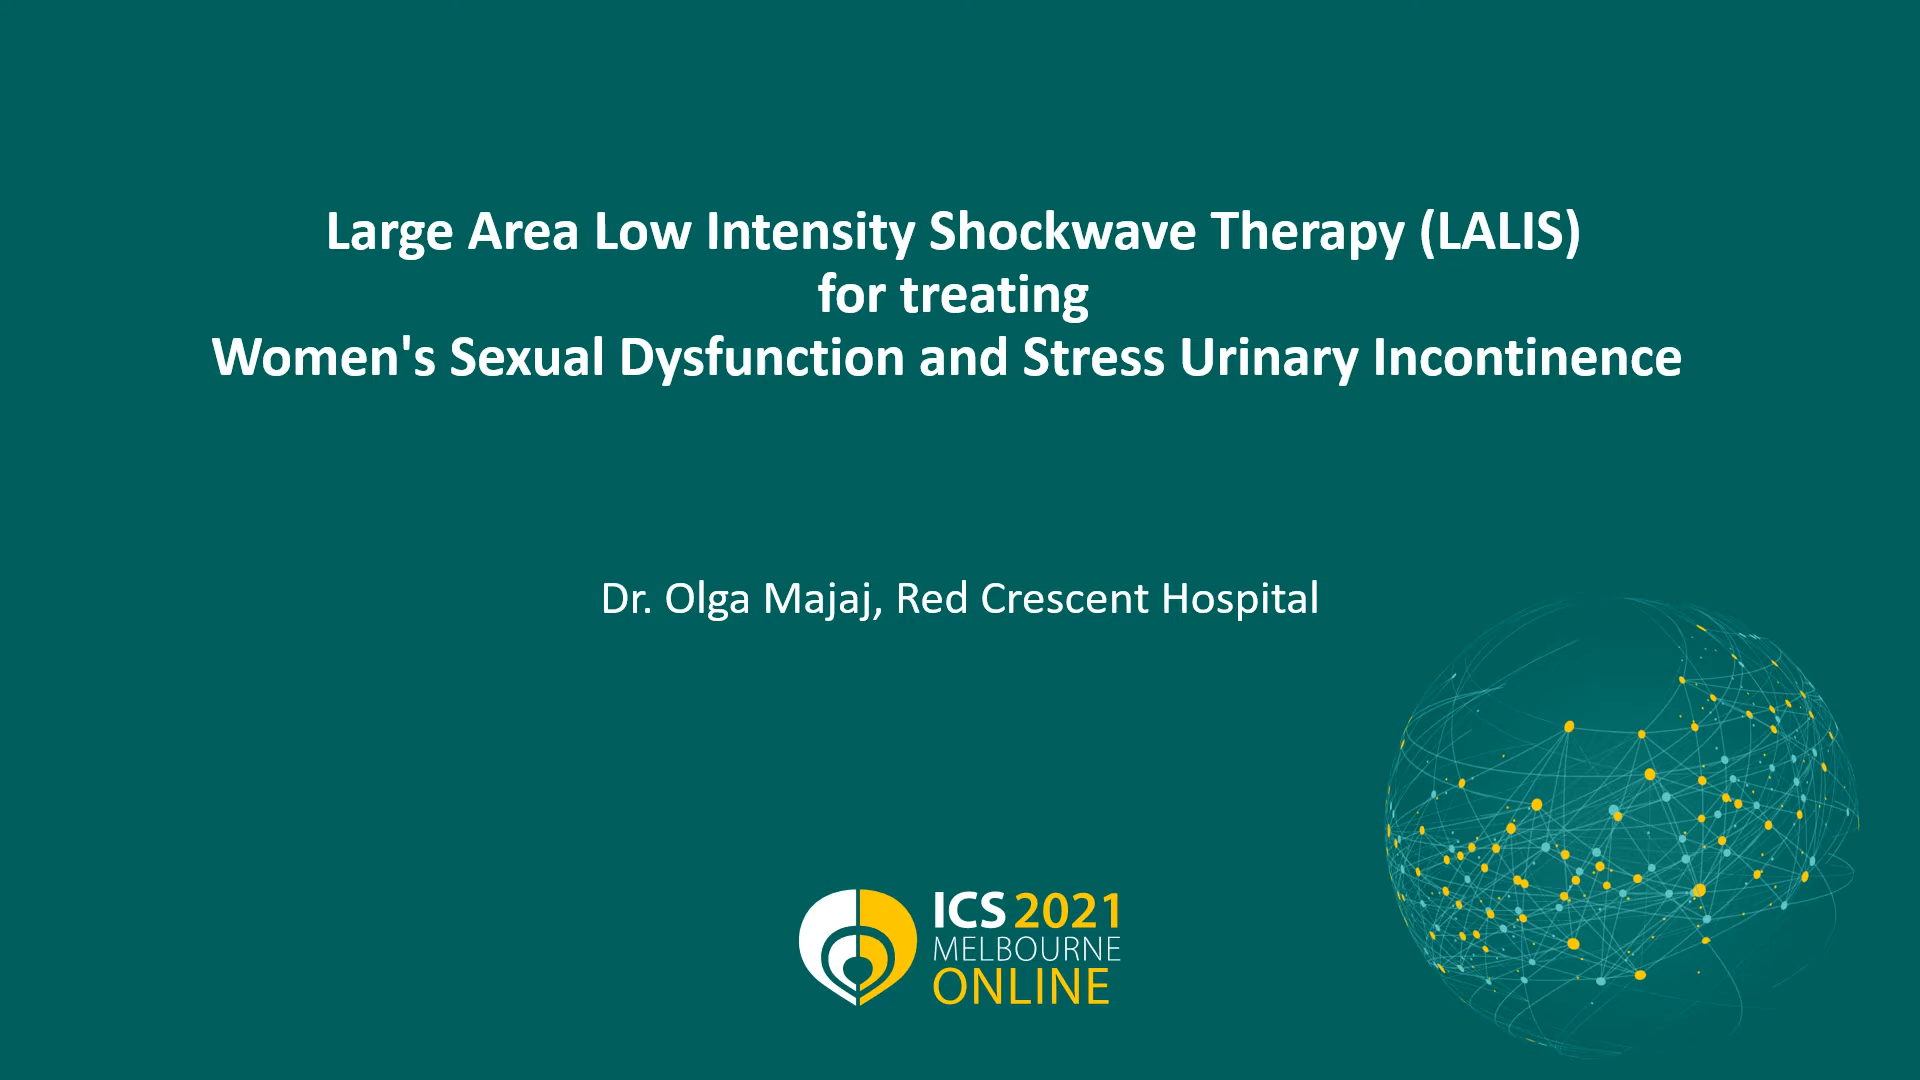 Large Area Low Intensity Shockwave Therapy (LALIS)
for treating
Women's Sexual Dysfunction and Stress Urinary Incontinence
Dr. Olga Majaj, Red Crescent Hospital
ICS 2021
MELBOURNE
ONLINE